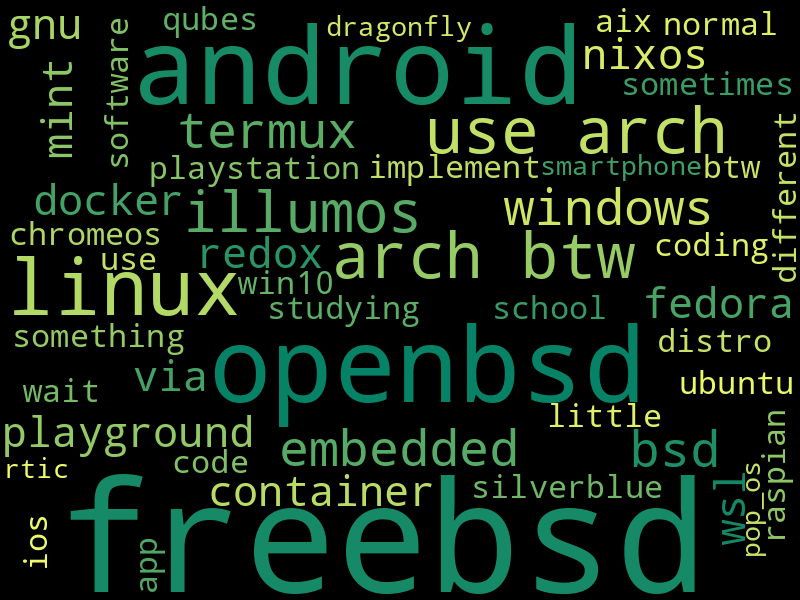 gnu
qubes
dragonfly
aix
normal
android
software
mint
nixos
sometimes
termux
use arch
playstation
implement
smartphone
btw
different
docker
illumos
windows
chromeos
use
redox
arch btw
coding
linux
win10
studying
school
fedora
something
openbsd
distro
wait
via
ubuntu
playground
little
rtic
code
embedded
bsd
raspian
container
silverblue
wsl
pop_os
ios
app
freebsd